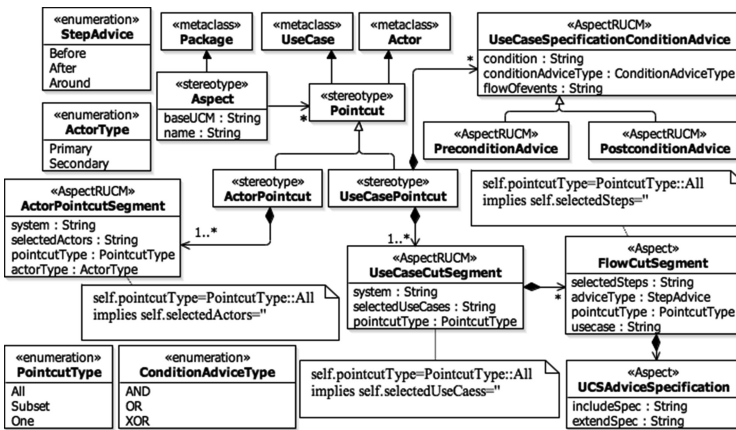 «enumeration»
StepAdvice
Before
After
Around
«metaclass»
Package
«metaclass»
UseCase
«metaclass»
Actor
«AspectRUCM»
UseCaseSpecificationConditionAdvice
condition : String
conditionAdviceType : ConditionAdviceType
flowOfevents : String
«stereotype»
Aspect
baseUCM : String
name : String
*
«stereotype»
Pointcut
*
«enumeration»
ActorType
Primary
Secondary
«AspectRUCM»
PreconditionAdvice
«AspectRUCM»
PostconditionAdvice
«stereotype»
ActorPointcut
«stereotype»
UseCasePointcut
self.pointcutType=PointcutType::All
implies self.selectedSteps=''
«AspectRUCM»
ActorPointcutSegment
system : String
selectedActors : String
pointcutType : PointcutType
actorType : ActorType
1..*
1..*
«AspectRUCM»
UseCaseCutSegment
system : String
selectedUseCases : String
pointcutType : PointcutType
*
«Aspect»
FlowCutSegment
selectedSteps : String
adviceType : StepAdvice
pointcutType : PointcutType
usecase : String
self.pointcutType=PointcutType::All
implies self.selectedActors=''
«enumeration»
PointcutType
All
Subset
One
«enumeration»
ConditionAdviceType
AND
OR
XOR
self.pointcutType=PointcutType::All
implies self.selectedUseCaess=''
«Aspect»
UCSAdviceSpecification
includeSpec : String
extendSpec : String